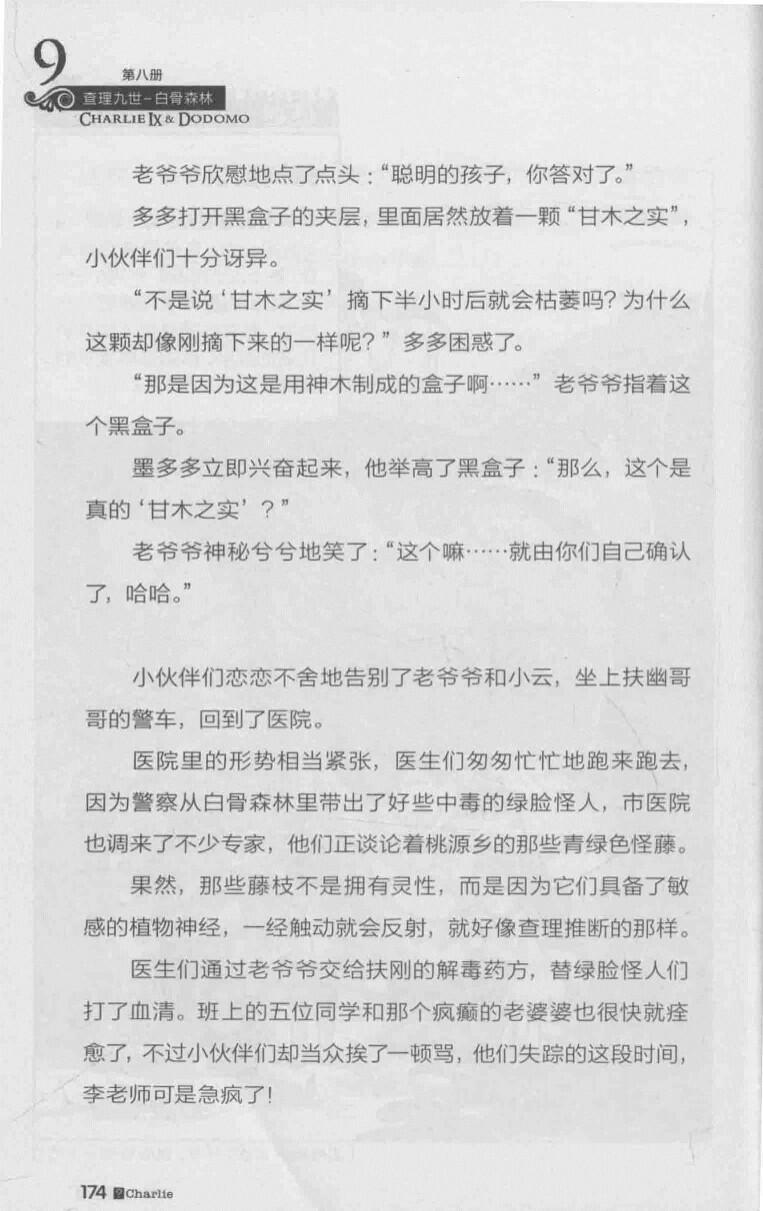 9
第八册
查理九世-白骨森林
CHARLIE IX & DODOMO
老爷爷欣慰地点了点头:“聪明的孩子，你答对了。”
多多打开黑盒子的夹层，里面居然放着一颗“甘木之实”，
小伙伴们十分讶异。
“不是说‘甘木之实’摘下半小时后就会枯萎吗?为什么
这颗却像刚摘下来的一样呢?”多多困惑了。
“那是因为这是用神木制成的盒子啊……”老爷爷指着这
个黑盒子。
墨多多立即兴奋起来，他举高了黑盒子:“那么，这个是
真的‘甘木之实’?”
老爷爷神秘兮兮地笑了:“这个嘛……就由你们自己确认
了，哈哈。”
小伙伴们恋恋不舍地告别了老爷爷和小云，坐上扶幽哥
哥的警车，回到了医院。
医院里的形势相当紧张，医生们匆匆忙忙地跑来跑去，
因为警察从白骨森林里带出了好些中毒的绿脸怪人，市医院
也调来了不少专家，他们正谈论着桃源乡的那些青绿色怪藤。
果然，那些藤枝不是拥有灵性，而是因为它们具备了敏
感的植物神经，一经触动就会反射，就好像查理推断的那样。
医生们通过老爷爷交给扶刚的解毒药方，替绿脸怪人们
打了血清。班上的五位同学和那个疯癫的老婆婆也很快就痊
愈了，不过小伙伴们却当众挨了一顿骂，他们失踪的这段时间，
李老师可是急疯了!
174 Charlie